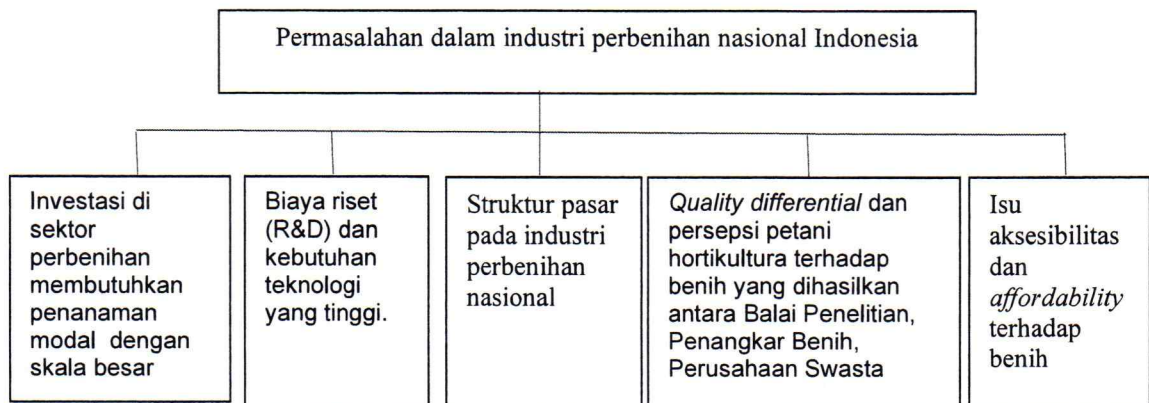 Permasalahan dalam industri perbenihan nasional Indonesia
Investasi di
sektor
perbenihan
membutuhkan
penanaman
modal dengan
skala besar
Biaya riset
(R&D) dan
kebutuhan
teknologi
yang tinggi.
Struktur pasar
pada industri
perbenihan
nasional
Quality differential dan
persepsi petani
hortikultura terhadap
benih yang dihasilkan
antara Balai Penelitian,
Penangkar Benih,
Perusahaan Swasta
Isu
aksesibilitas
dan
affordability
terhadap
benih